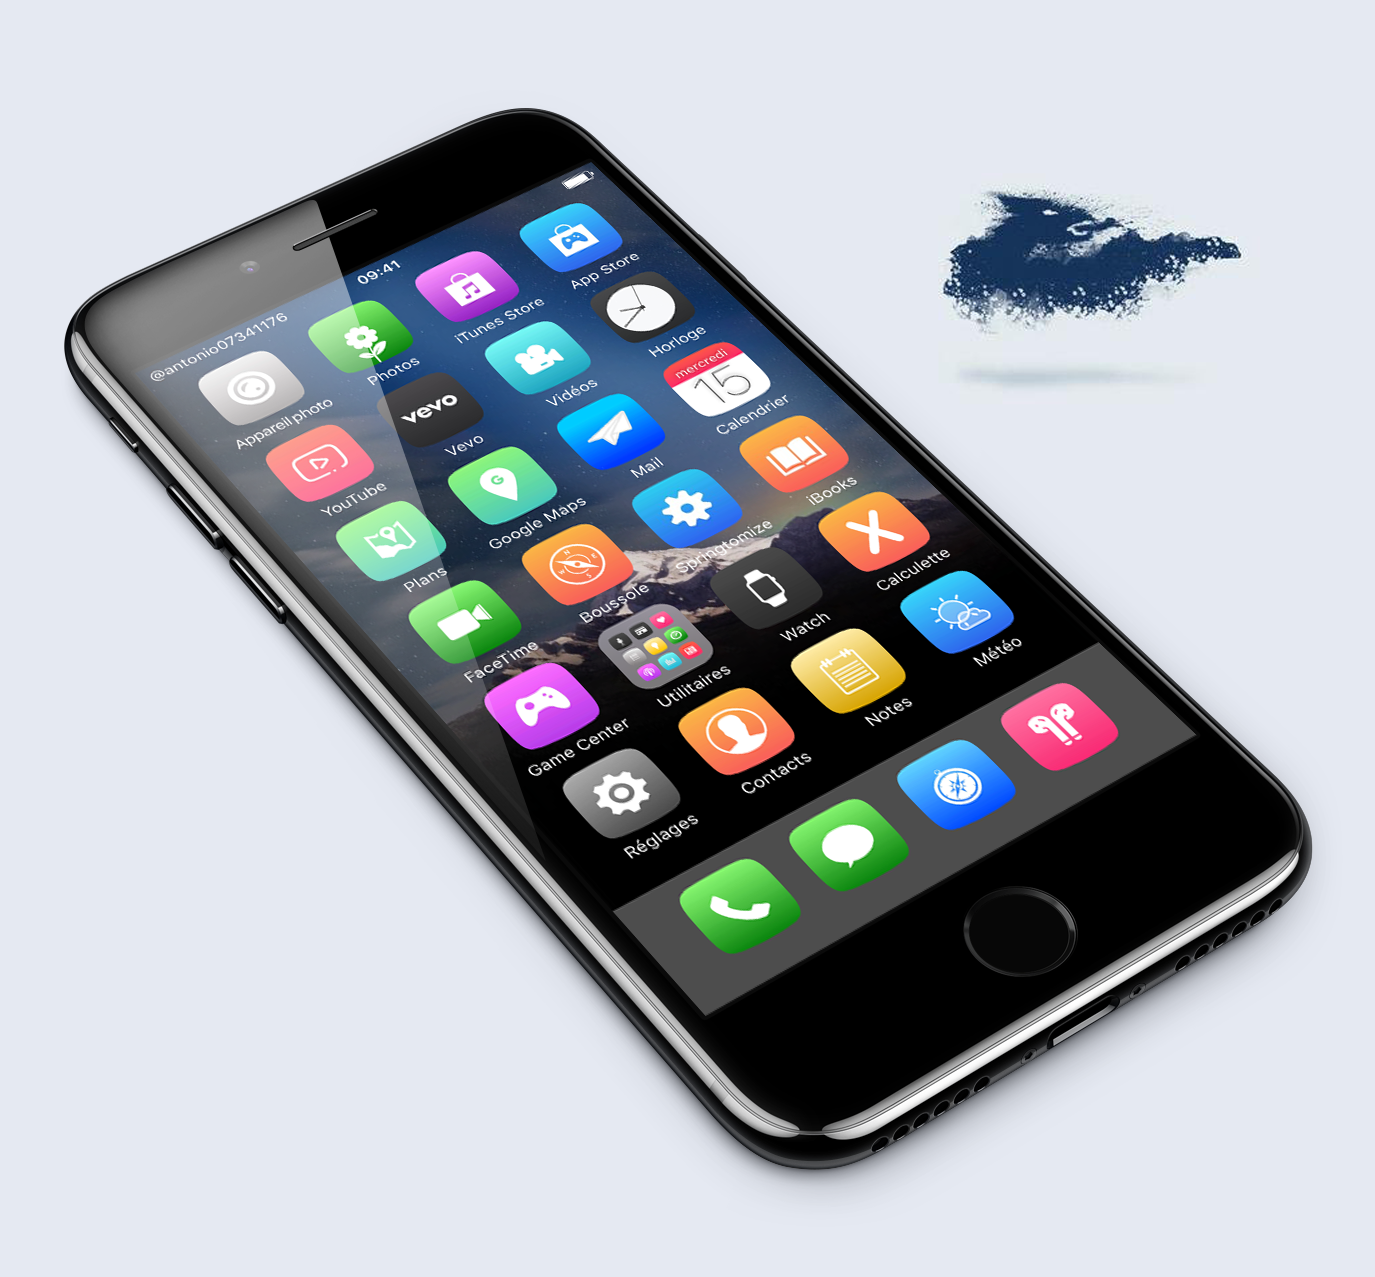 @antonio07341176
09:41
Appareil photo
Photos
iTunes Store
App Store
YouTube
vevo
Vevo
Vidéos
Horloge
Plans
G
Google Maps
Mail
mercredi
15
Calendrier
FaceTime
N
E
S
W
Boussole
Springtomize
iBooks
Game Center
Utilitaires
Watch
Calculette
Réglages
Contacts
Notes
Météo